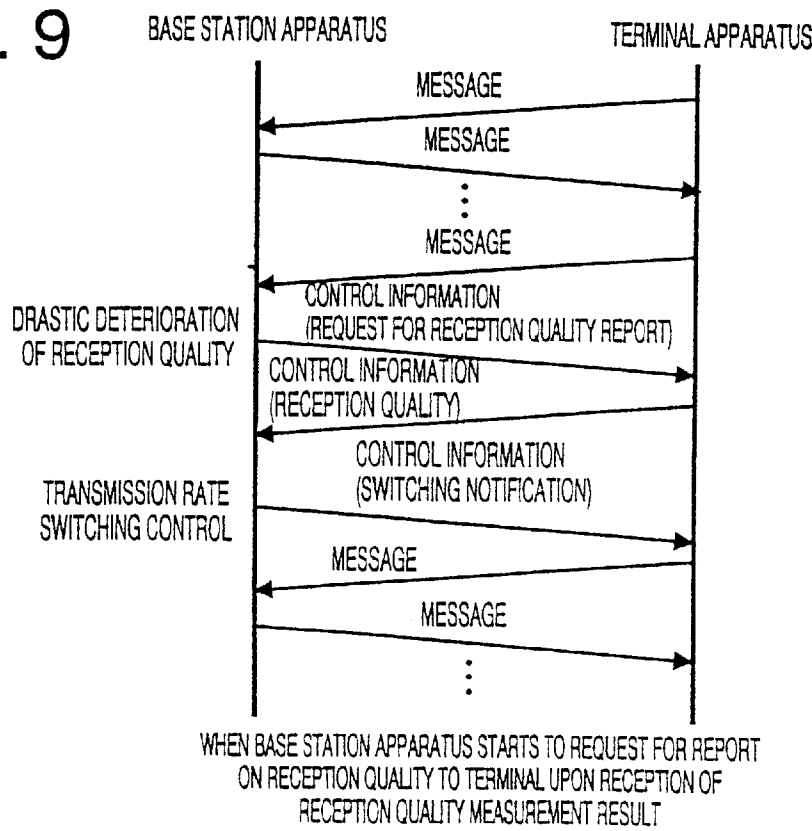 . 9
BASE STATION APPARATUS
TERMINAL APPARATUS
MESSAGE
MESSAGE
MESSAGE
CONTROL INFORMATION
(REQUEST FOR RECEPTION QUALITY REPORT)
DRASTIC DETERIORATION
OF RECEPTION QUALITY
CONTROL INFORMATION
(RECEPTION QUALITY)
CONTROL INFORMATION
(SWITCHING NOTIFICATION)
TRANSMISSION RATE
SWITCHING CONTROL
MESSAGE
MESSAGE
WHEN BASE STATION APPARATUS STARTS TO REQUEST FOR REPORT
ON RECEPTION QUALITY TO TERMINAL UPON RECEPTION OF
RECEPTION QUALITY MEASUREMENT RESULT